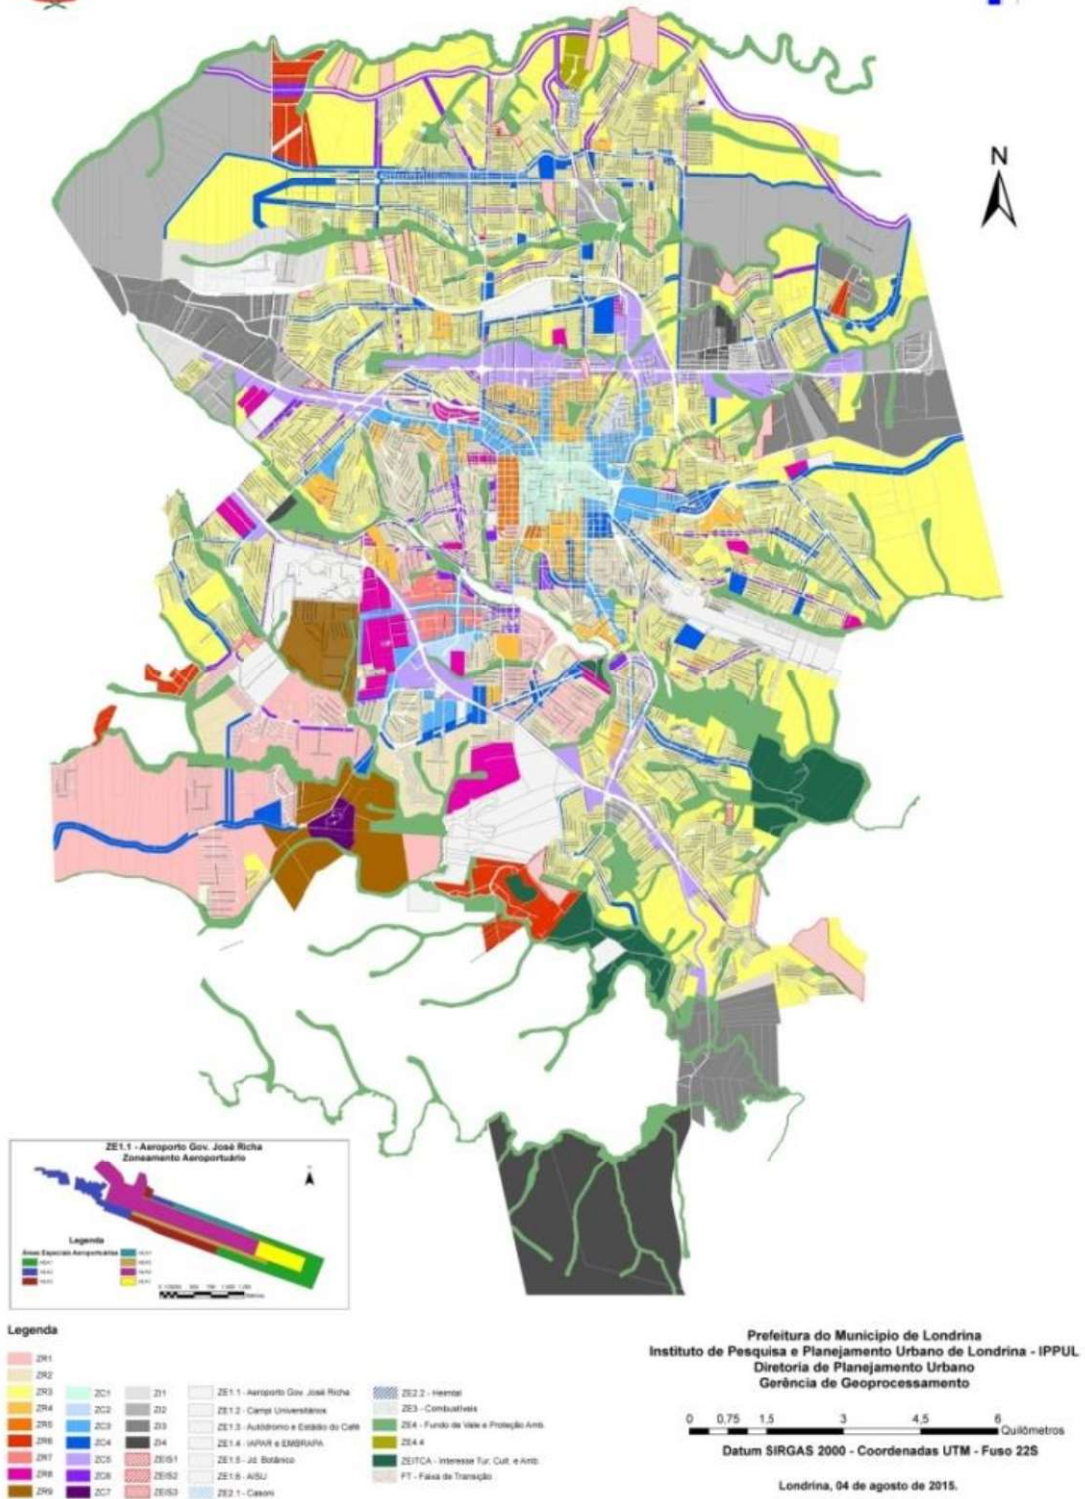 N
ZE1.1 - Aeroporto Gov. José Richa
Zoneamento Aeroportuário
Legenda
Áreas Especiais Aeroportuárias
Legenda
ZR1
ZR2
ZR3
ZR4
ZR5
ZR6
ZR7
ZR8
ZR9
ZC1
ZC2
ZC3
ZC4
ZC5
ZC6
ZC7
ZI1
ZI2
ZI3
ZI4
ZEIS1
ZEIS2
ZEIS3
ZE1.1 - Aeroporto Gov. José Richa
ZE1.2 - Campi Universitários
ZE1.3 - Autódromo e Estádio do Café
ZE1.4 - IAPAR e EMBRAPA
ZE1.5 - Jd. Botânico
ZE1.6 - AISU
ZE2.1 - Casoni
ZE2.2 - Heimtal
ZE3 - Combustíveis
ZE4 - Fundo de Vale e Proteção Amb.
ZE4.4
ZEITCA - Interesse Tur. Cult. e Amb.
FT - Faixa de Transição
Prefeitura do Município de Londrina
Instituto de Pesquisa e Planejamento Urbano de Londrina - IPPUL
Diretoria de Planejamento Urbano
Gerência de Geoprocessamento
0 0,75 1,5 3 4,5 6
Quilômetros
Datum SIRGAS 2000 - Coordenadas UTM - Fuso 22S
Londrina, 04 de agosto de 2015.